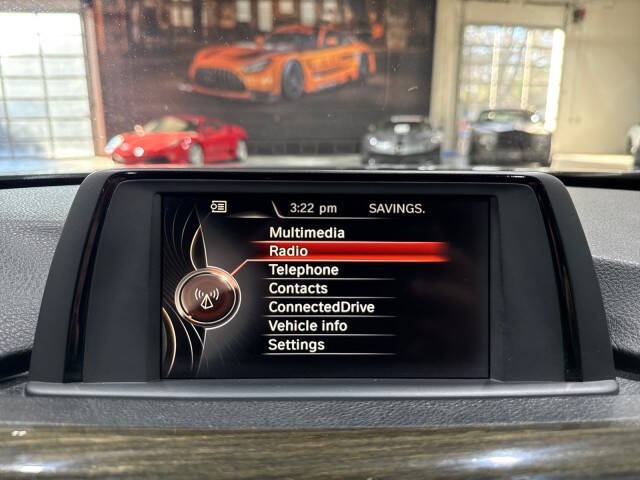 3:22 pm SAVINGS.
Multimedia
Radio
Telephone
Contacts
ConnectedDrive
Vehicle info
Settings